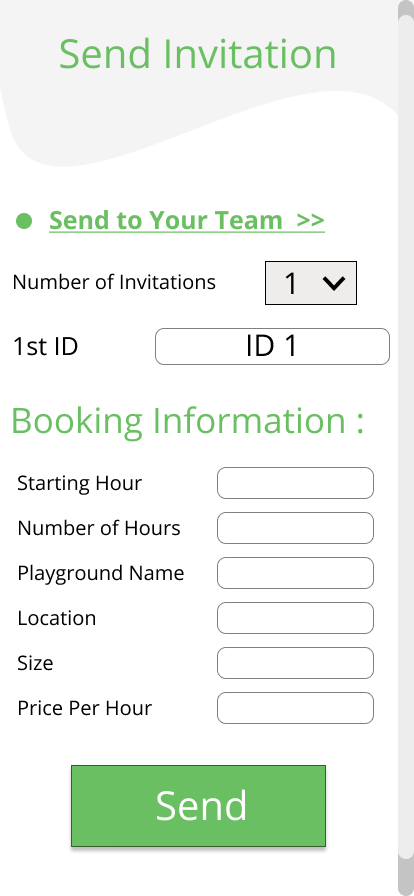 Send Invitation
Send to Your Team >>
Number of Invitations 1
1st ID ID 1
Booking Information :
Starting Hour
Number of Hours
Playground Name
Location
Size
Price Per Hour
Send